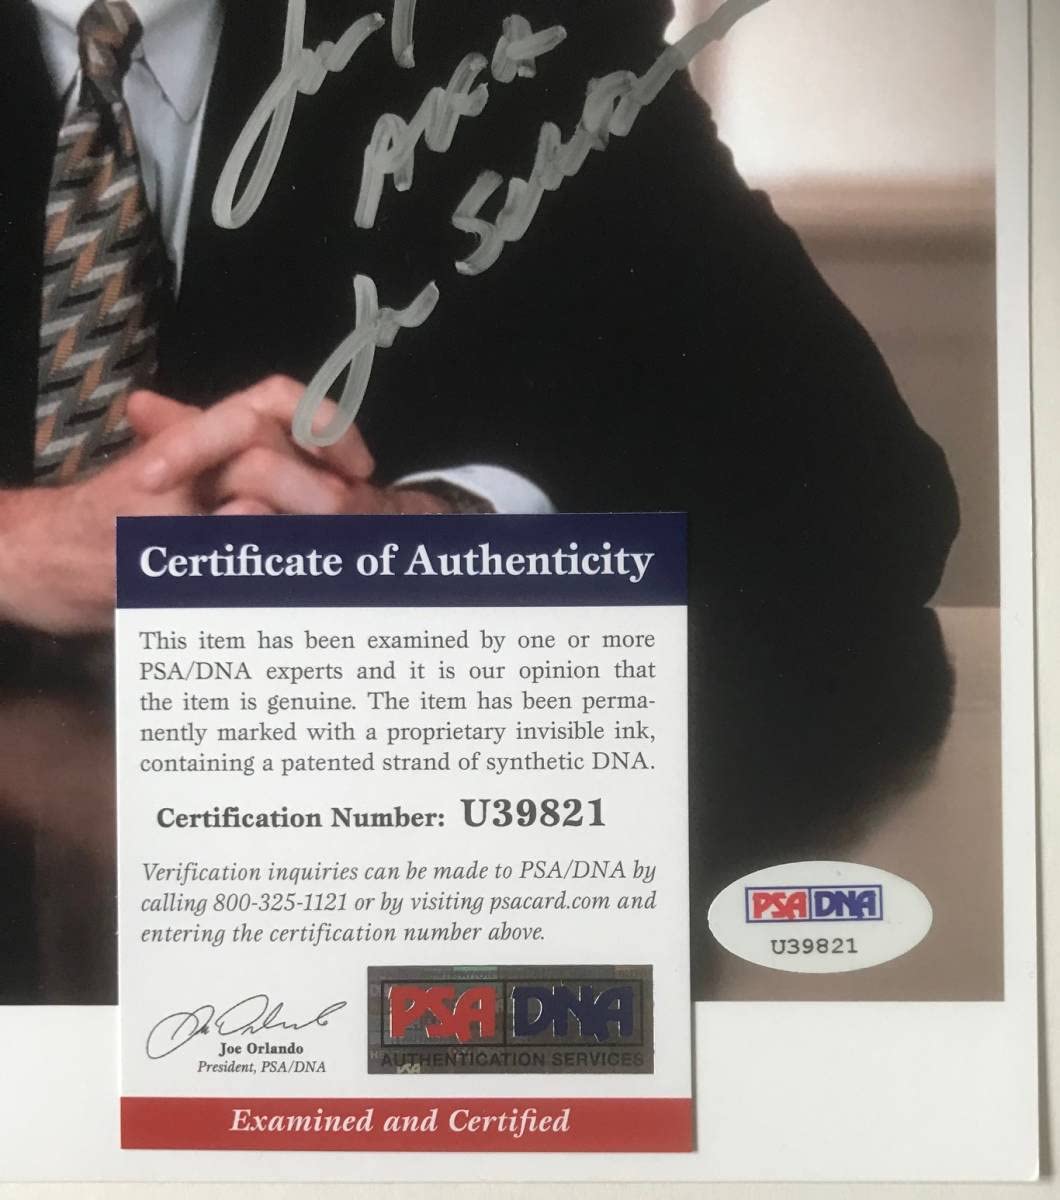 Joe
AKA
Joe
Certificate of Authenticity
This item has been examined by one or more
PSA/DNA experts and it is our opinion that
the item is genuine. The item has been perma-
nently marked with a proprietary invisible ink,
containing a patented strand of synthetic DNA.
Certification Number: U39821
Verification inquiries can be made to PSA/DNA by
calling 800-325-1121 or by visiting psacard.com and
entering the certification number above.
Joe Orlando
President, PSA/DNA
PSA DNA
AUTHENTICATION SERVICES
Examined and Certified
PSA DNA
U39821